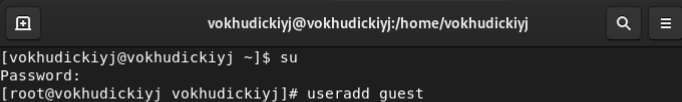 vokhudickiyj@vokhudickiyj:/home/vokhudickiyj
[vokhudickiyj@vokhudickiyj ~]$ su
Password:
[root@vokhudickiyj vokhudickiyj]# useradd guest